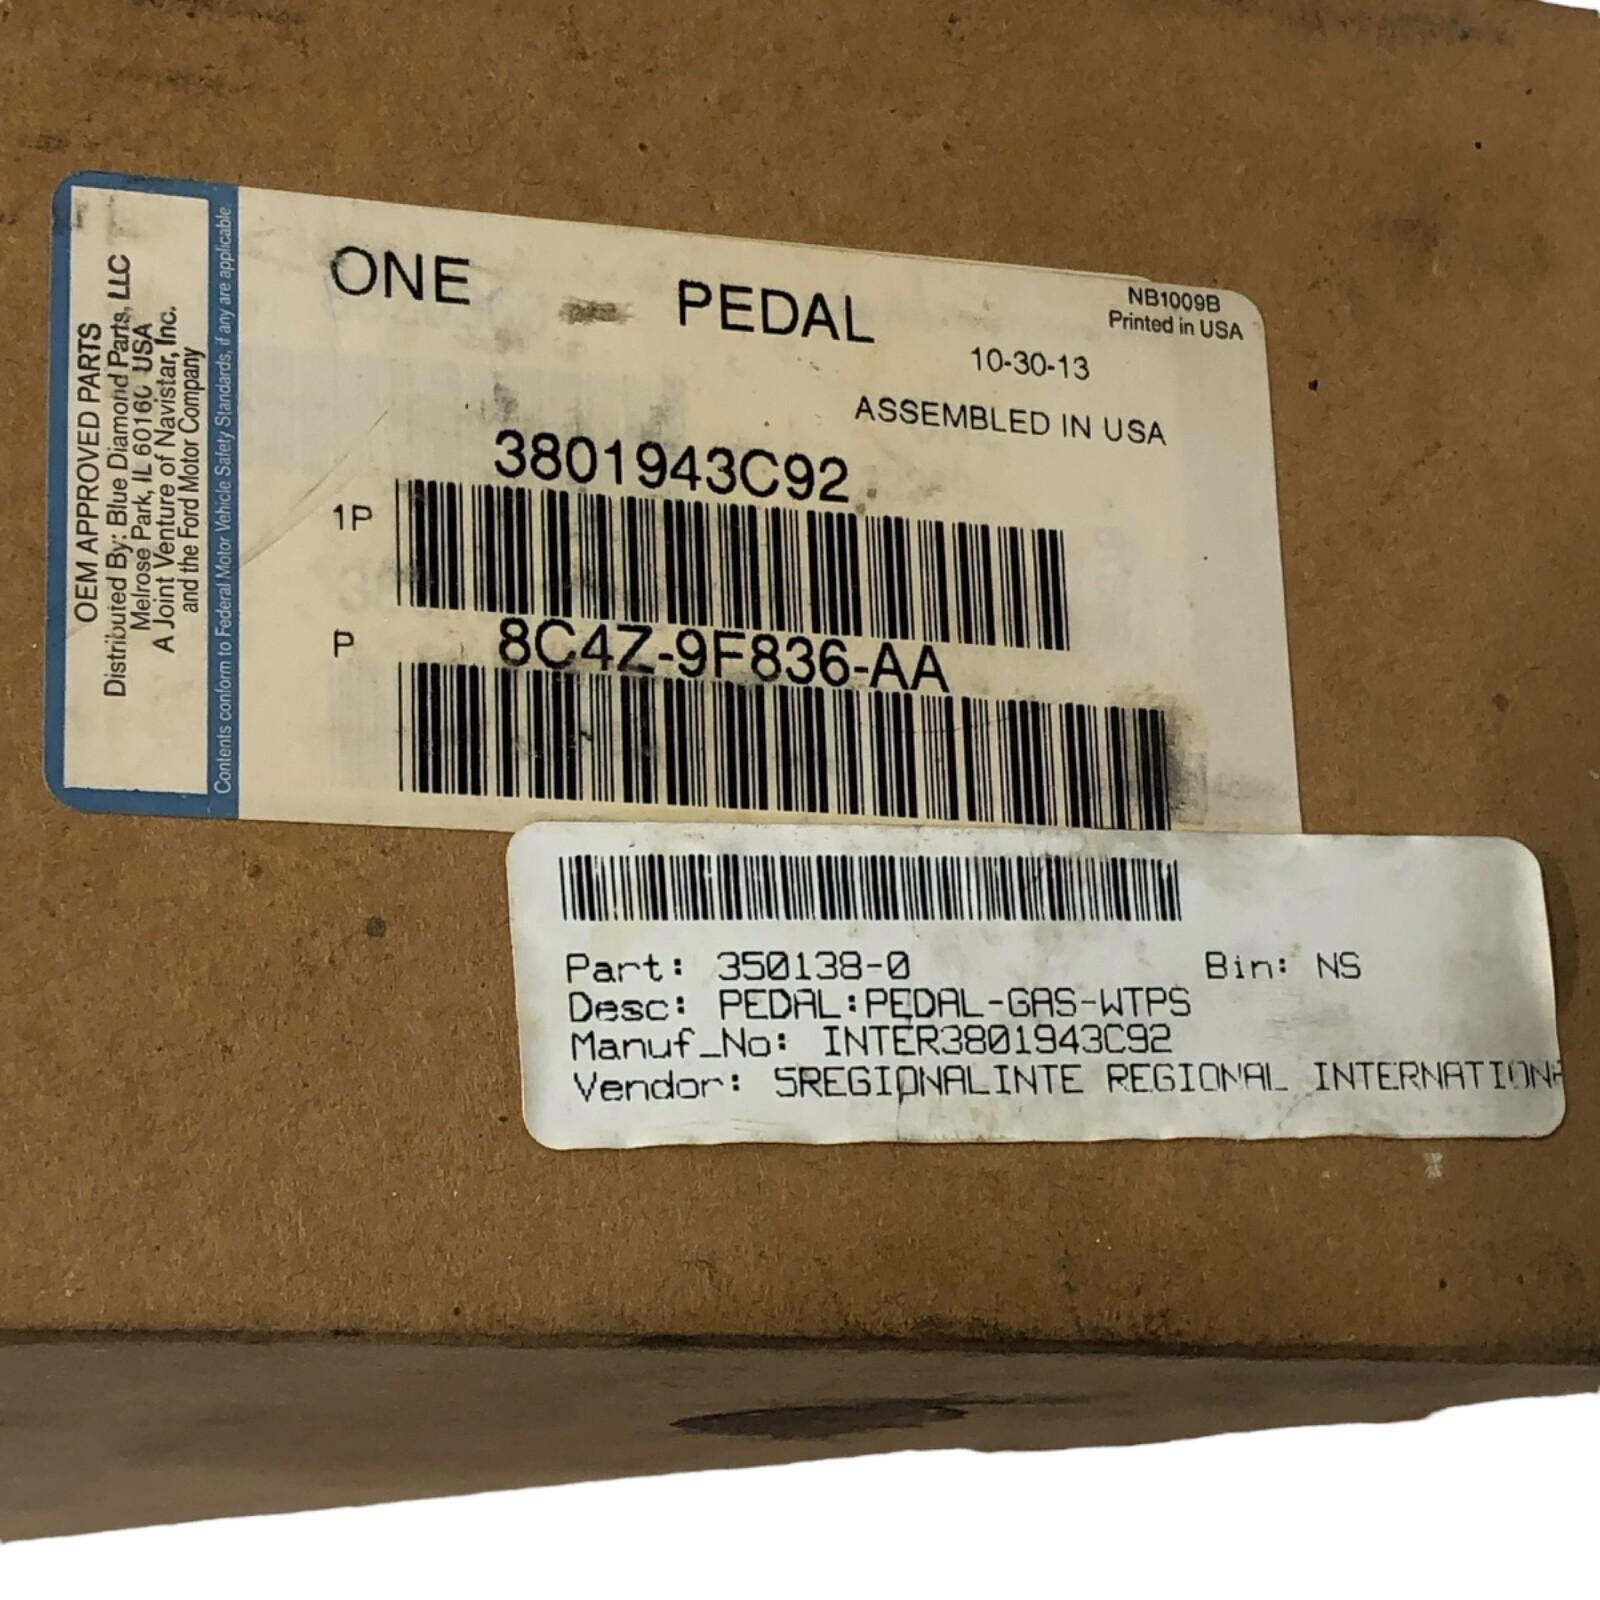 OEM APPROVED PARTS
Distributed By: Blue Diamond Parts, LLC
Melrose Park, IL 60160 USA
A Joint Venture of Navistar, Inc.
and the Ford Motor Company
Contents conform to Federal Motor Vehicle Safety Standards, if any are applicable.
ONE PEDAL
NB1009B
Printed in USA
10-30-13
ASSEMBLED IN USA
3801943C92
1P
P 8C4Z-9F836-AA
Part: 350138-0 Bin: NS
Desc: PEDAL:PEDAL-GAS-WTPS
Manuf_No: INTER3801943C92
Vendor: SREGIONALINTE REGIONAL INTERNATIONA